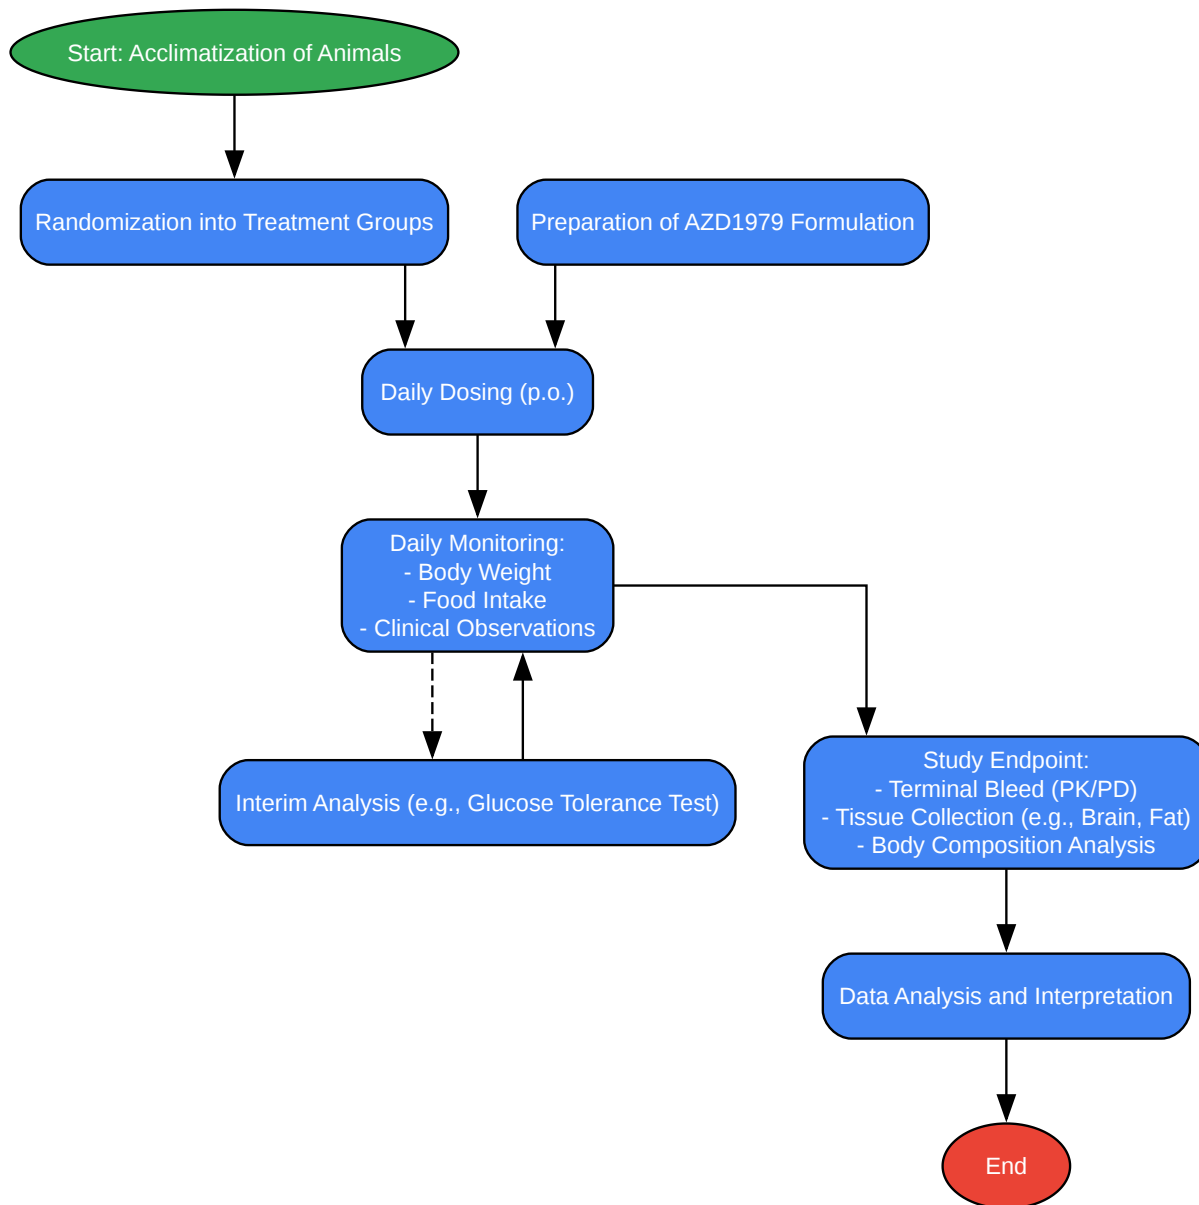 Start: Acclimatization of Animals
Randomization into Treatment Groups
Preparation of AZD1979 Formulation
Daily Dosing (p.o.)
Daily Monitoring:
- Body Weight
- Food Intake
- Clinical Observations
Interim Analysis (e.g., Glucose Tolerance Test)
Study Endpoint:
- Terminal Bleed (PK/PD)
- Tissue Collection (e.g., Brain, Fat)
- Body Composition Analysis
Data Analysis and Interpretation
End